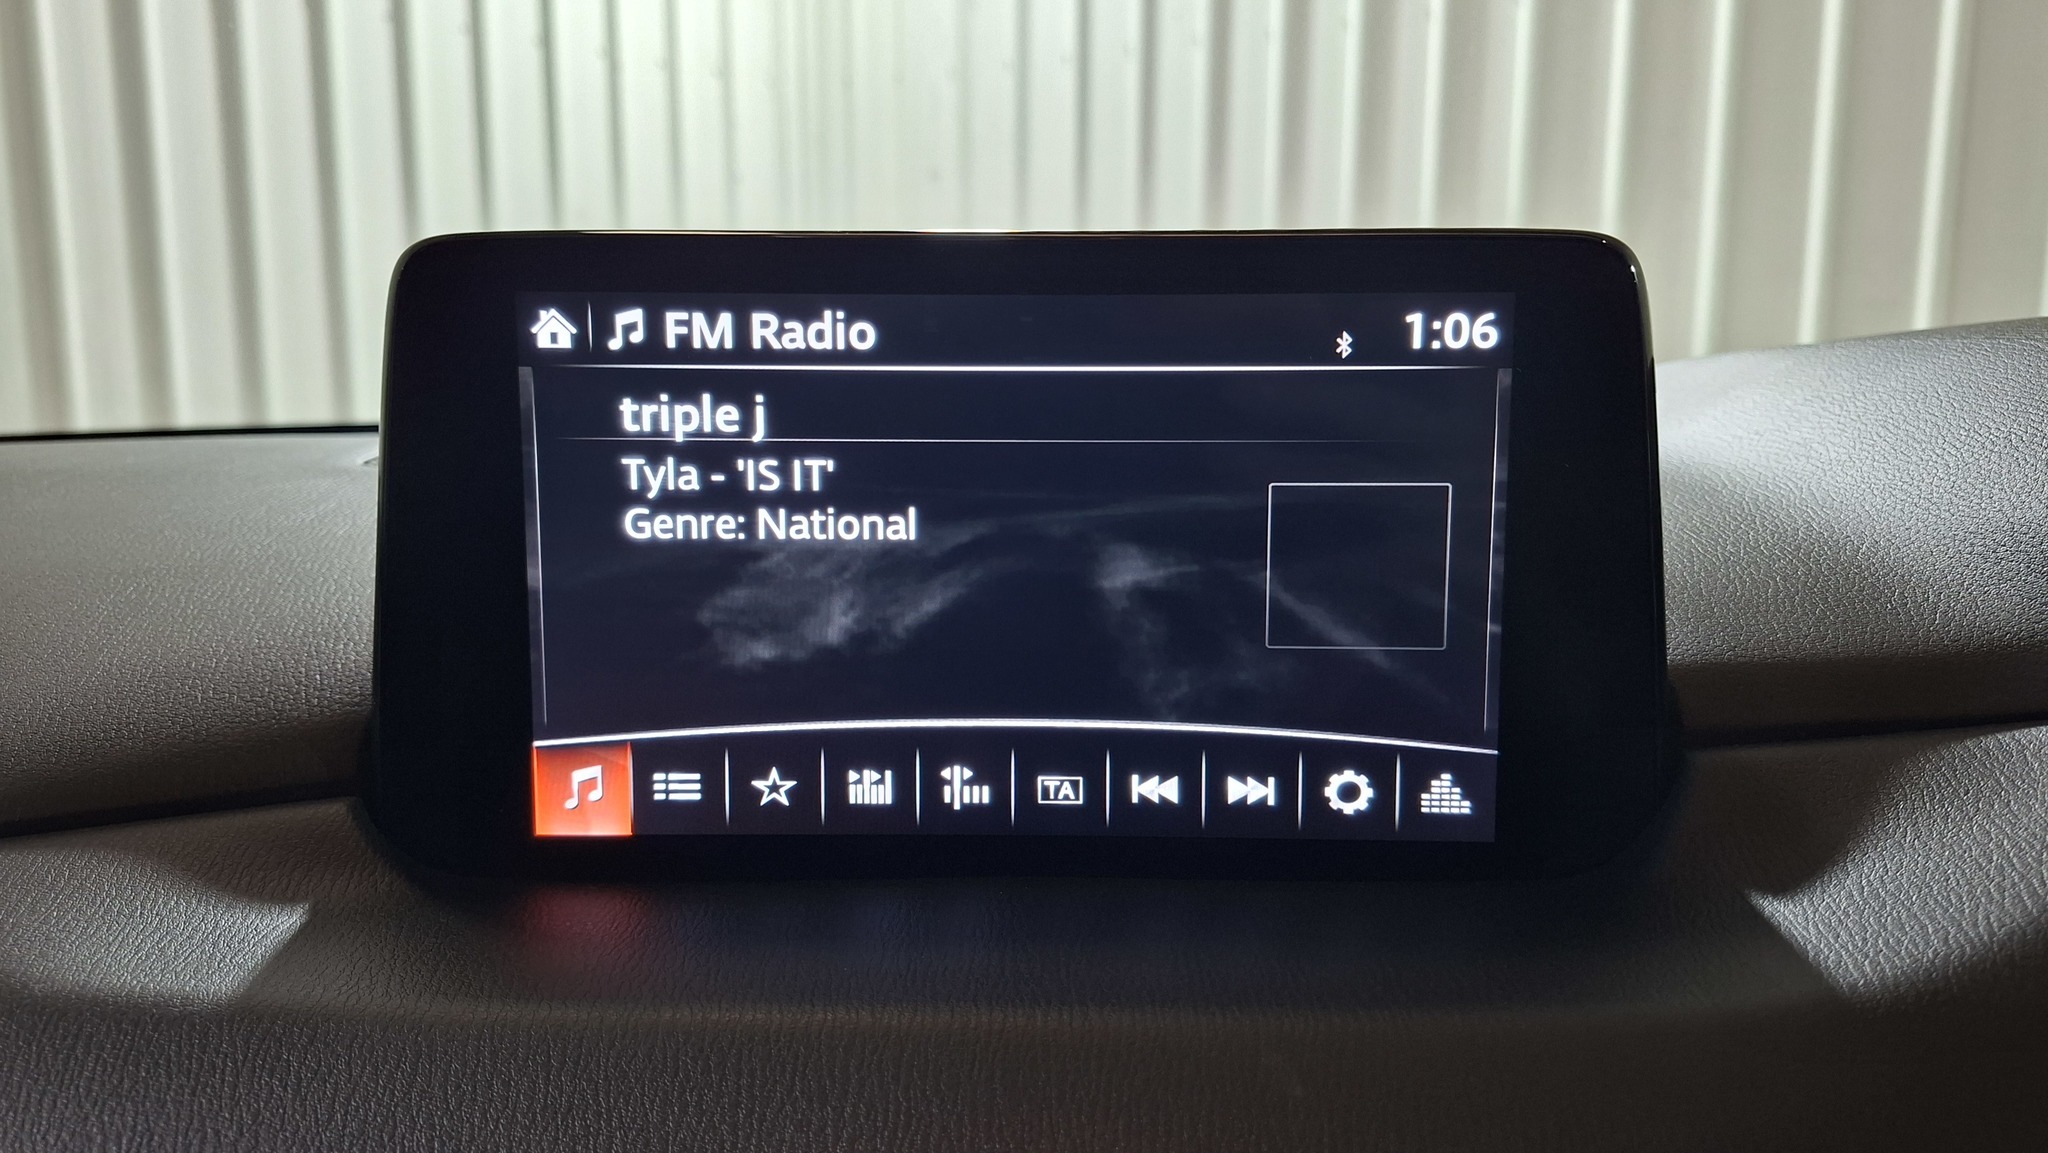 FM Radio 1:06
triple j
Tyla - 'IS IT'
Genre: National
TA